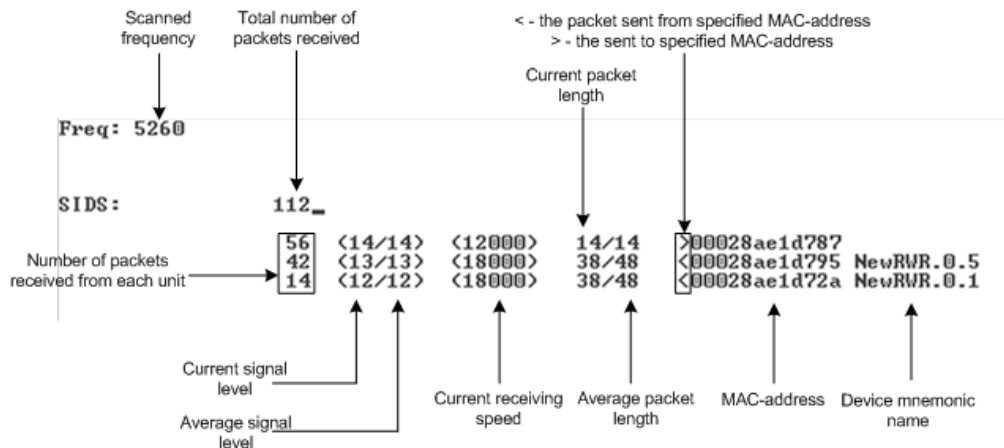 Scanned
frequency
Total number of
packets received
< - the packet sent from specified MAC-address
> - the sent to specified MAC-address
Current packet
length
Freq: 5260
SIDS: 112_
56 (14/14) (12000) 14/14 >00028ae1d787
42 (13/13) (18000) 38/48 <00028ae1d795 NewRWR.0.5
14 (12/12) (18000) 38/48 <00028ae1d72a NewRWR.0.1
Number of packets
received from each unit
Current signal
level
Average signal
level
Current receiving
speed
Average packet
length
MAC-address
Device mnemonic
name